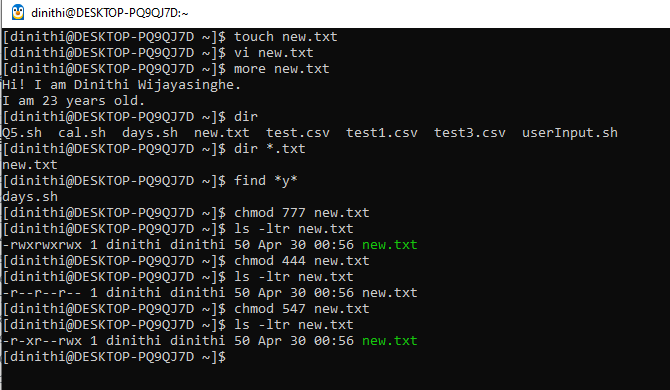 dinithi@DESKTOP-PQ9QJ7D:~
[dinithi@DESKTOP-PQ9QJ7D ~]$ touch new.txt
[dinithi@DESKTOP-PQ9QJ7D ~]$ vi new.txt
[dinithi@DESKTOP-PQ9QJ7D ~]$ more new.txt
Hi! I am Dinithi Wijayasinghe.
I am 23 years old.
[dinithi@DESKTOP-PQ9QJ7D ~]$ dir
Q5.sh  cal.sh  days.sh  new.txt  test.csv  test1.csv  test3.csv  userInput.sh
[dinithi@DESKTOP-PQ9QJ7D ~]$ dir *.txt
new.txt
[dinithi@DESKTOP-PQ9QJ7D ~]$ find *y*
days.sh
[dinithi@DESKTOP-PQ9QJ7D ~]$ chmod 777 new.txt
[dinithi@DESKTOP-PQ9QJ7D ~]$ ls -ltr new.txt
-rwxrwxrwx 1 dinithi dinithi 50 Apr 30 00:56 new.txt
[dinithi@DESKTOP-PQ9QJ7D ~]$ chmod 444 new.txt
[dinithi@DESKTOP-PQ9QJ7D ~]$ ls -ltr new.txt
-r--r--r-- 1 dinithi dinithi 50 Apr 30 00:56 new.txt
[dinithi@DESKTOP-PQ9QJ7D ~]$ chmod 547 new.txt
[dinithi@DESKTOP-PQ9QJ7D ~]$ ls -ltr new.txt
-r-xr--rwx 1 dinithi dinithi 50 Apr 30 00:56 new.txt
[dinithi@DESKTOP-PQ9QJ7D ~]$